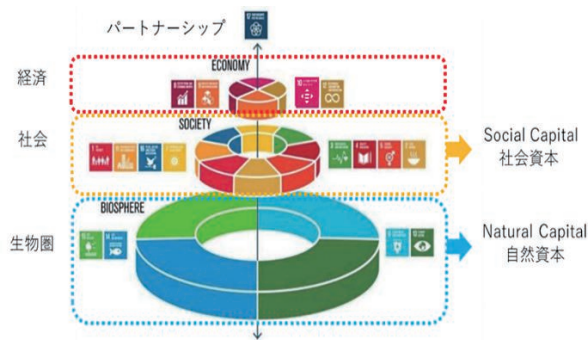 パートナーシップ
経済
ECONOMY
社会
SOCIETY
Social Capital
社会資本
生物圏
BIOSPHERE
Natural Capital
自然資本